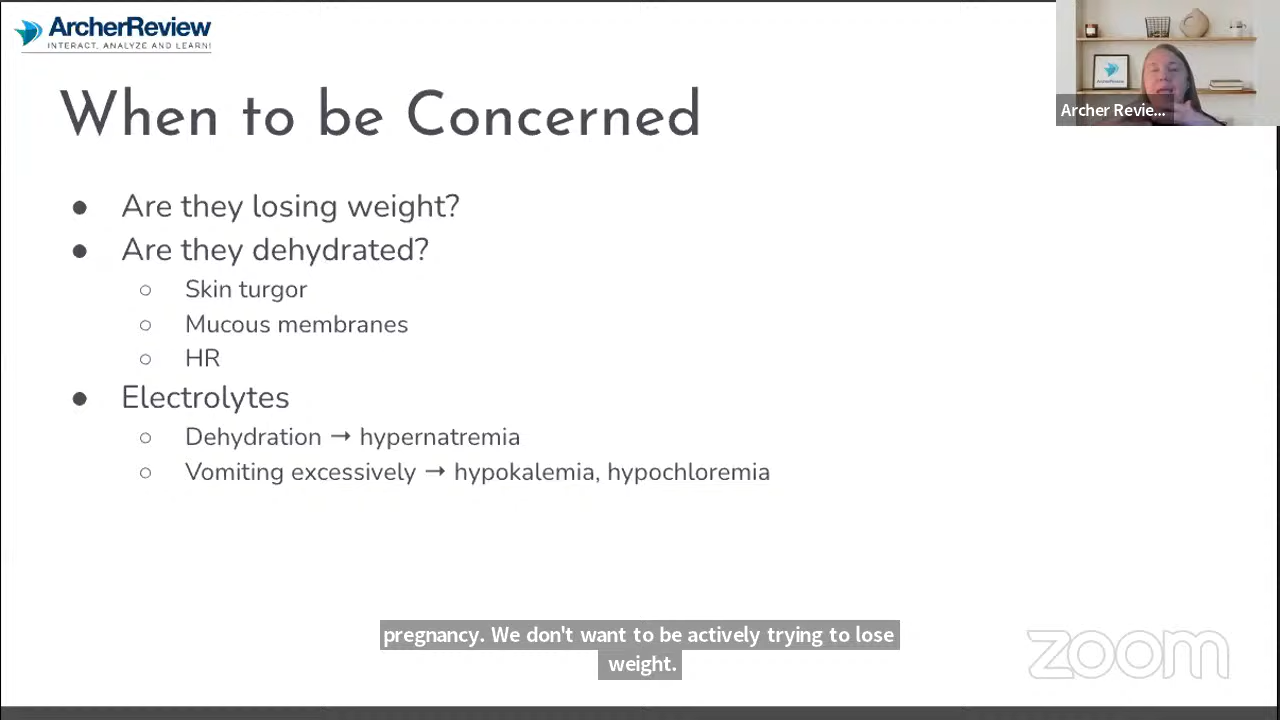 ArcherReview
INTERACT, ANALYZE AND LEARN!
Archer Revie...
When to be Concerned
● Are they losing weight?
● Are they dehydrated?
○ Skin turgor
○ Mucous membranes
○ HR
● Electrolytes
○ Dehydration → hypernatremia
○ Vomiting excessively → hypokalemia, hypochloremia
pregnancy. We don't want to be actively trying to lose
weight.
zoom